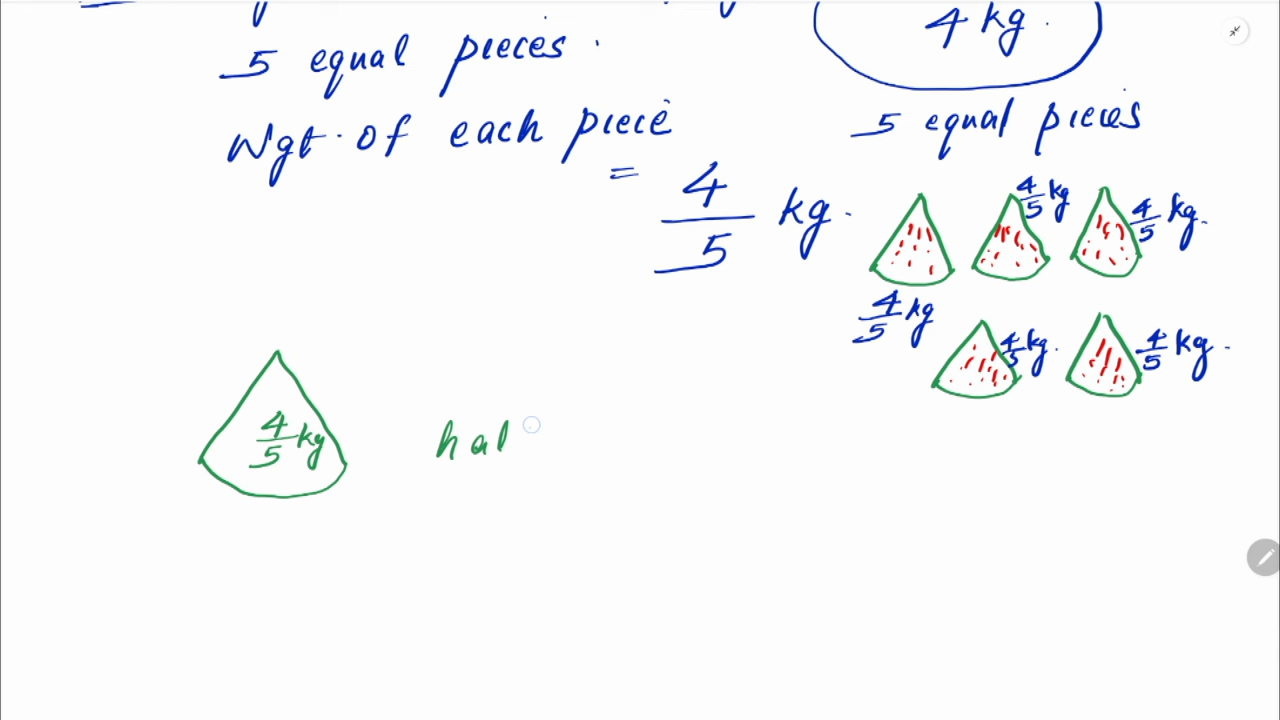 4 kg.
5 equal pieces.
Wgt. of each piece
= 4/5 kg.
5 equal pieces
4/5 kg
4/5 kg.
4/5 kg
4/5 kg.
4/5 kg.
4/5 kg
hal